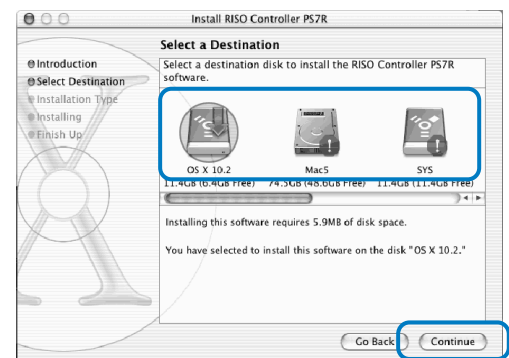 Install RISO Controller PS7R
Select a Destination
Introduction
Select Destination
Installation Type
Installing
Finish Up
Select a destination disk to install the RISO Controller PS7R
software.
OS X 10.2
Mac5
SYS
11.4GB (6.4GB Free)
74.5GB (48.6GB Free)
11.4GB (11.4GB Free)
Installing this software requires 5.9MB of disk space.
You have selected to install this software on the disk "OS X 10.2."
Go Back
Continue